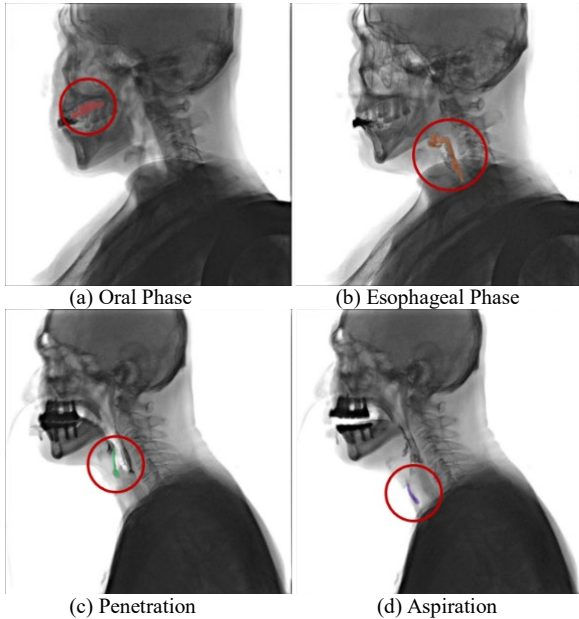 (a) Oral Phase
(b) Esophageal Phase
(c) Penetration
(d) Aspiration